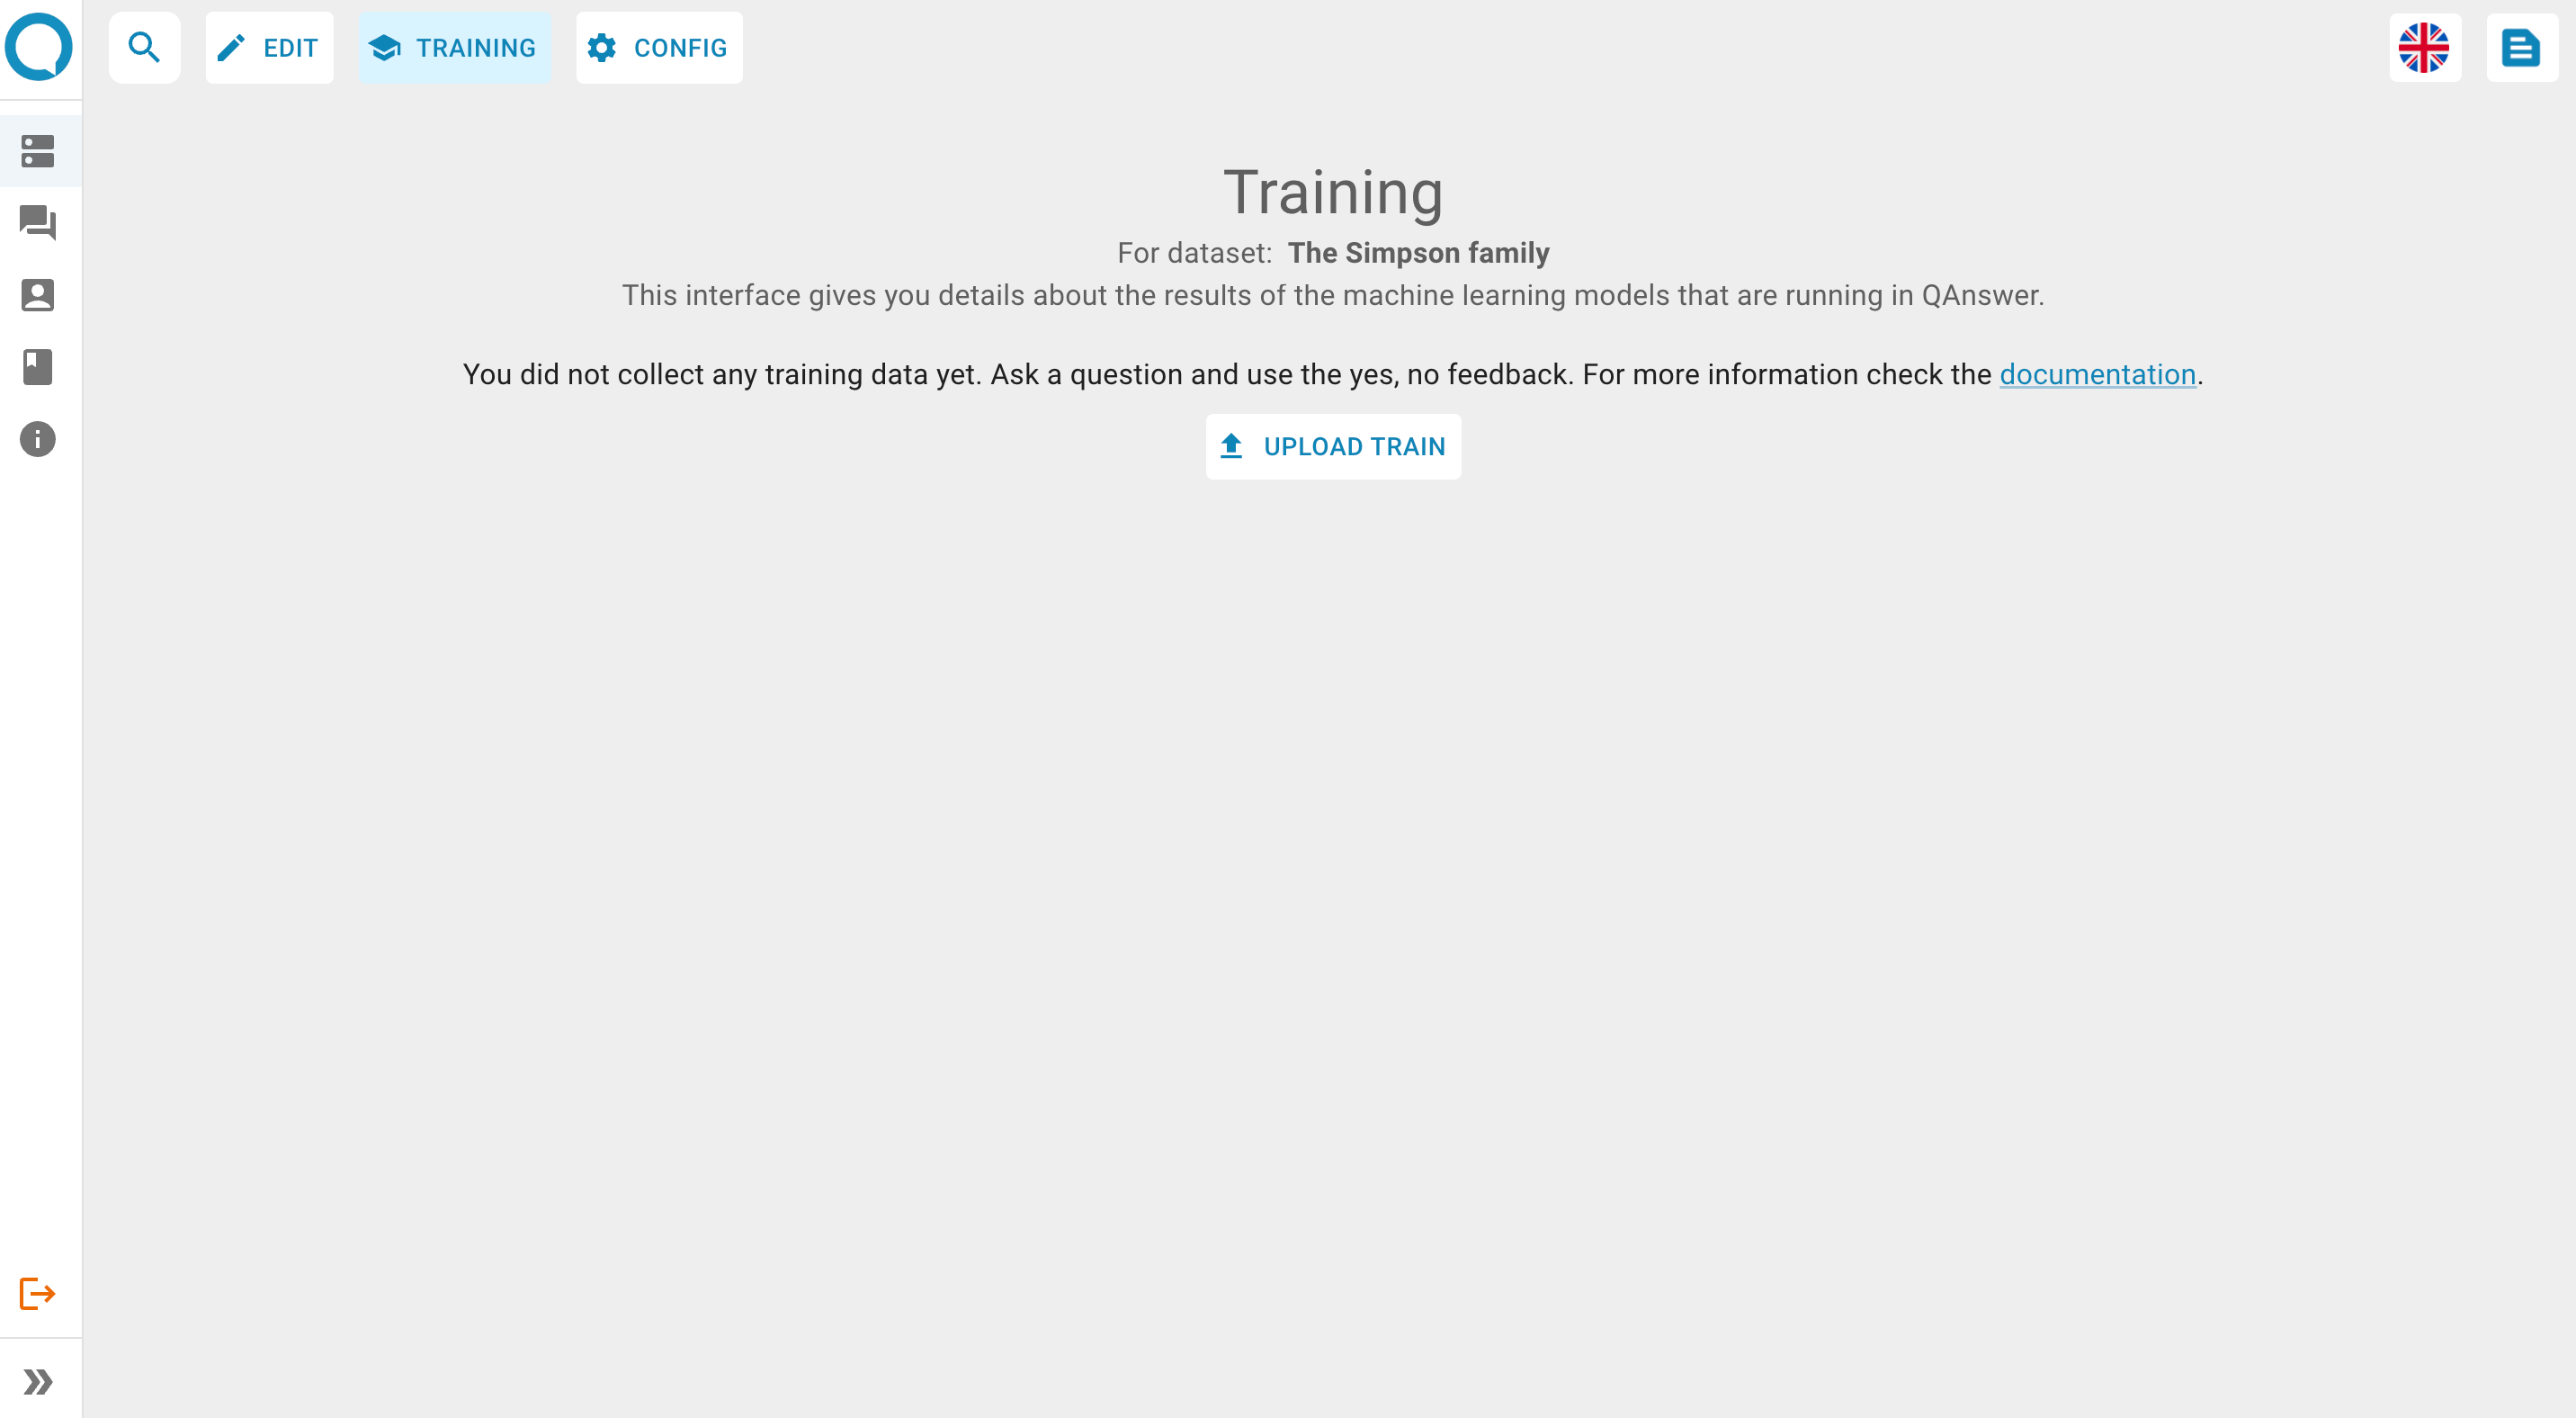 EDIT
TRAINING
CONFIG
Training
For dataset: The Simpson family
This interface gives you details about the results of the machine learning models that are running in QAnswer.
You did not collect any training data yet. Ask a question and use the yes, no feedback. For more information check the documentation.
UPLOAD TRAIN